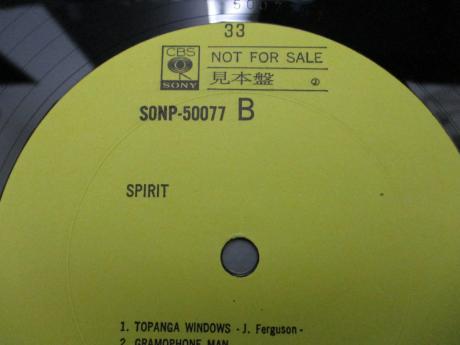 33
CBS
SONY
NOT FOR SALE
見本盤
SONP-50077 B
SPIRIT
1. TOPANGA WINDOWS - J. Ferguson -
2. GRAMOPHONE MAN